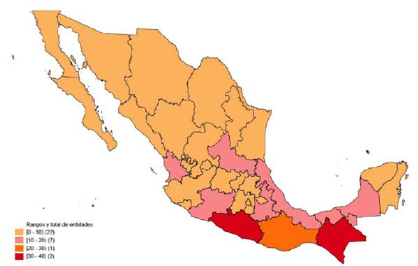 Rangos y total de entidades
[0 - 10] (22)
[10 - 20] (7)
[20 - 30] (1)
[30 - 40] (2)